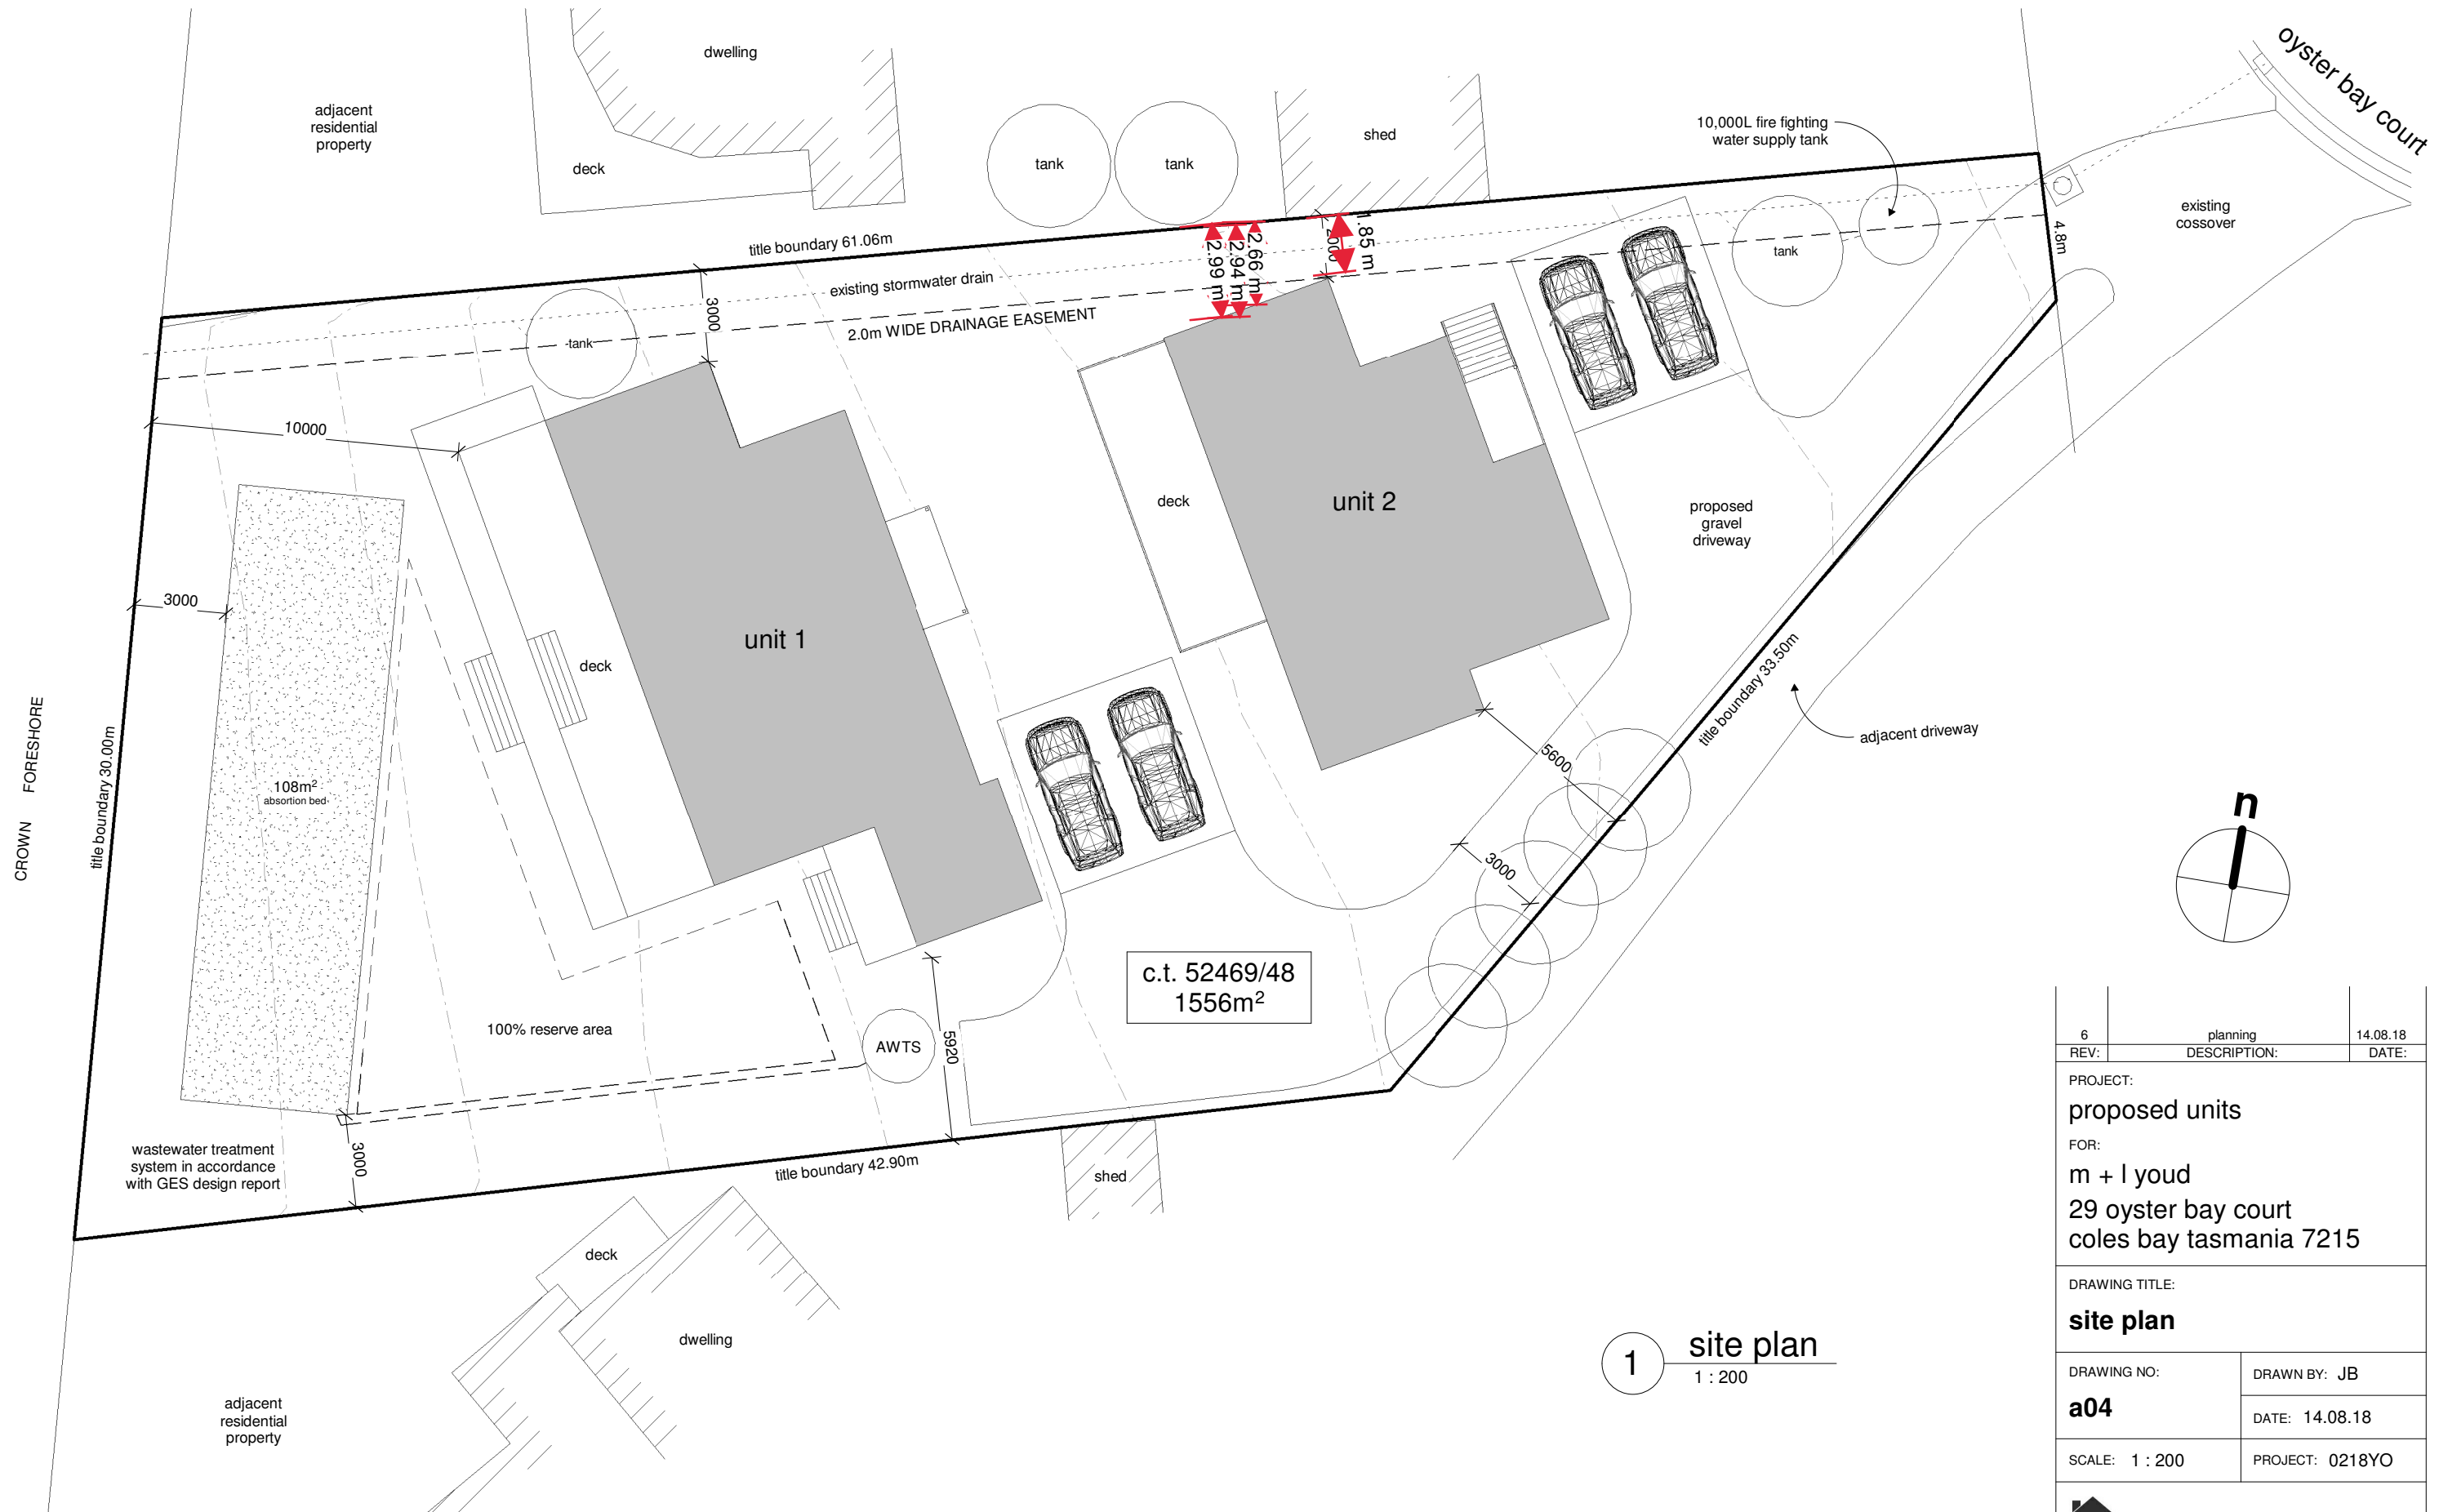 oyster bay court
dwelling
adjacent
residential
property
deck
tank
tank
shed
10,000L fire fighting
water supply tank
existing
cossover
4.8m
title boundary 61.06m
existing stormwater drain
2.0m WIDE DRAINAGE EASEMENT
3000
2.99 m
2.94 m
2.66 m
2000
1.85 m
tank
tank
10000
3000
deck
unit 1
deck
unit 2
proposed
gravel
driveway
CROWN FORESHORE
title boundary 30.00m
108m²
absortion bed
title boundary 33.50m
adjacent driveway
5600
3000
n
c.t. 52469/48
1556m²
100% reserve area
AWTS
5920
3000
wastewater treatment
system in accordance
with GES design report
title boundary 42.90m
shed
deck
dwelling
adjacent
residential
property
1
site plan
1 : 200
6 planning 14.08.18
REV: DESCRIPTION: DATE:
PROJECT:
proposed units
FOR:
m + l youd
29 oyster bay court
coles bay tasmania 7215
DRAWING TITLE:
site plan
DRAWING NO:
a04
DRAWN BY: JB
DATE: 14.08.18
SCALE: 1 : 200
PROJECT: 0218YO